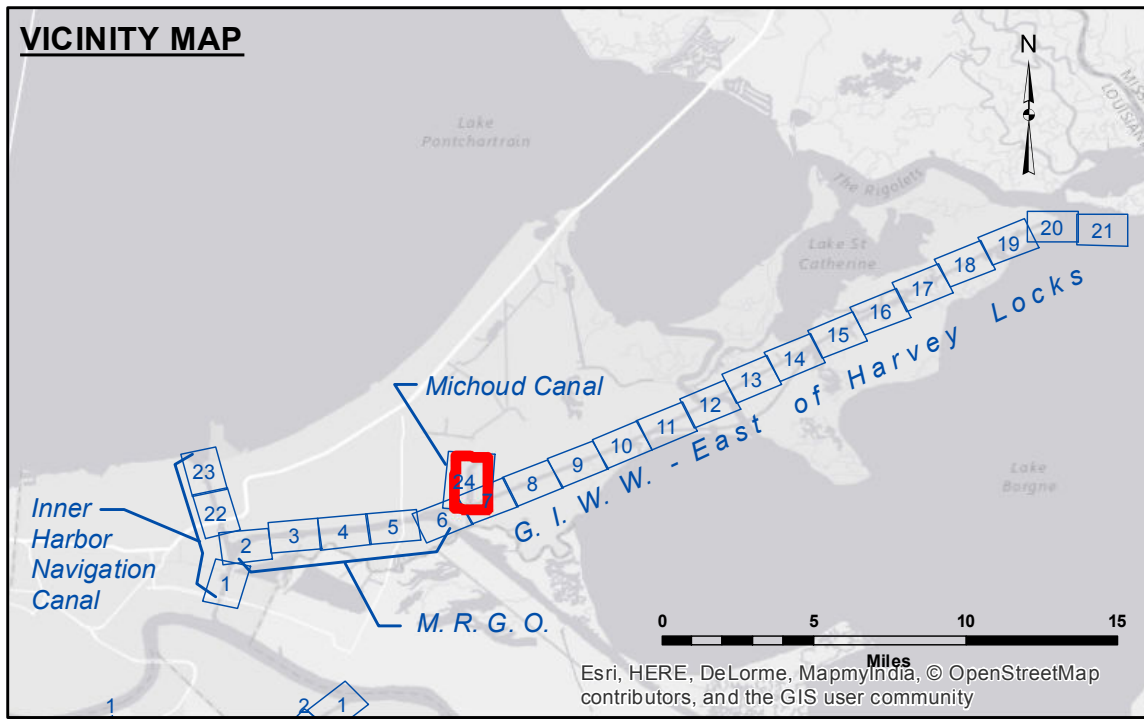 VICINITY MAP
N
MISS
LOUISIANA
Lake
Pontchartrain
The Rigolets
Lake St
Catherine
20
21
19
18
17
16
15
14
13
12
11
10
9
8
7
24
6
5
4
3
2
1
22
23
G. I. W. W. - East of Harvey Locks
Michoud Canal
Lake
Borgne
Inner
Harbor
Navigation
Canal
M. R. G. O.
0 5 10 15
Miles
Esri, HERE, DeLorme, MapmyIndia, © OpenStreetMap
contributors, and the GIS user community
1
2 1